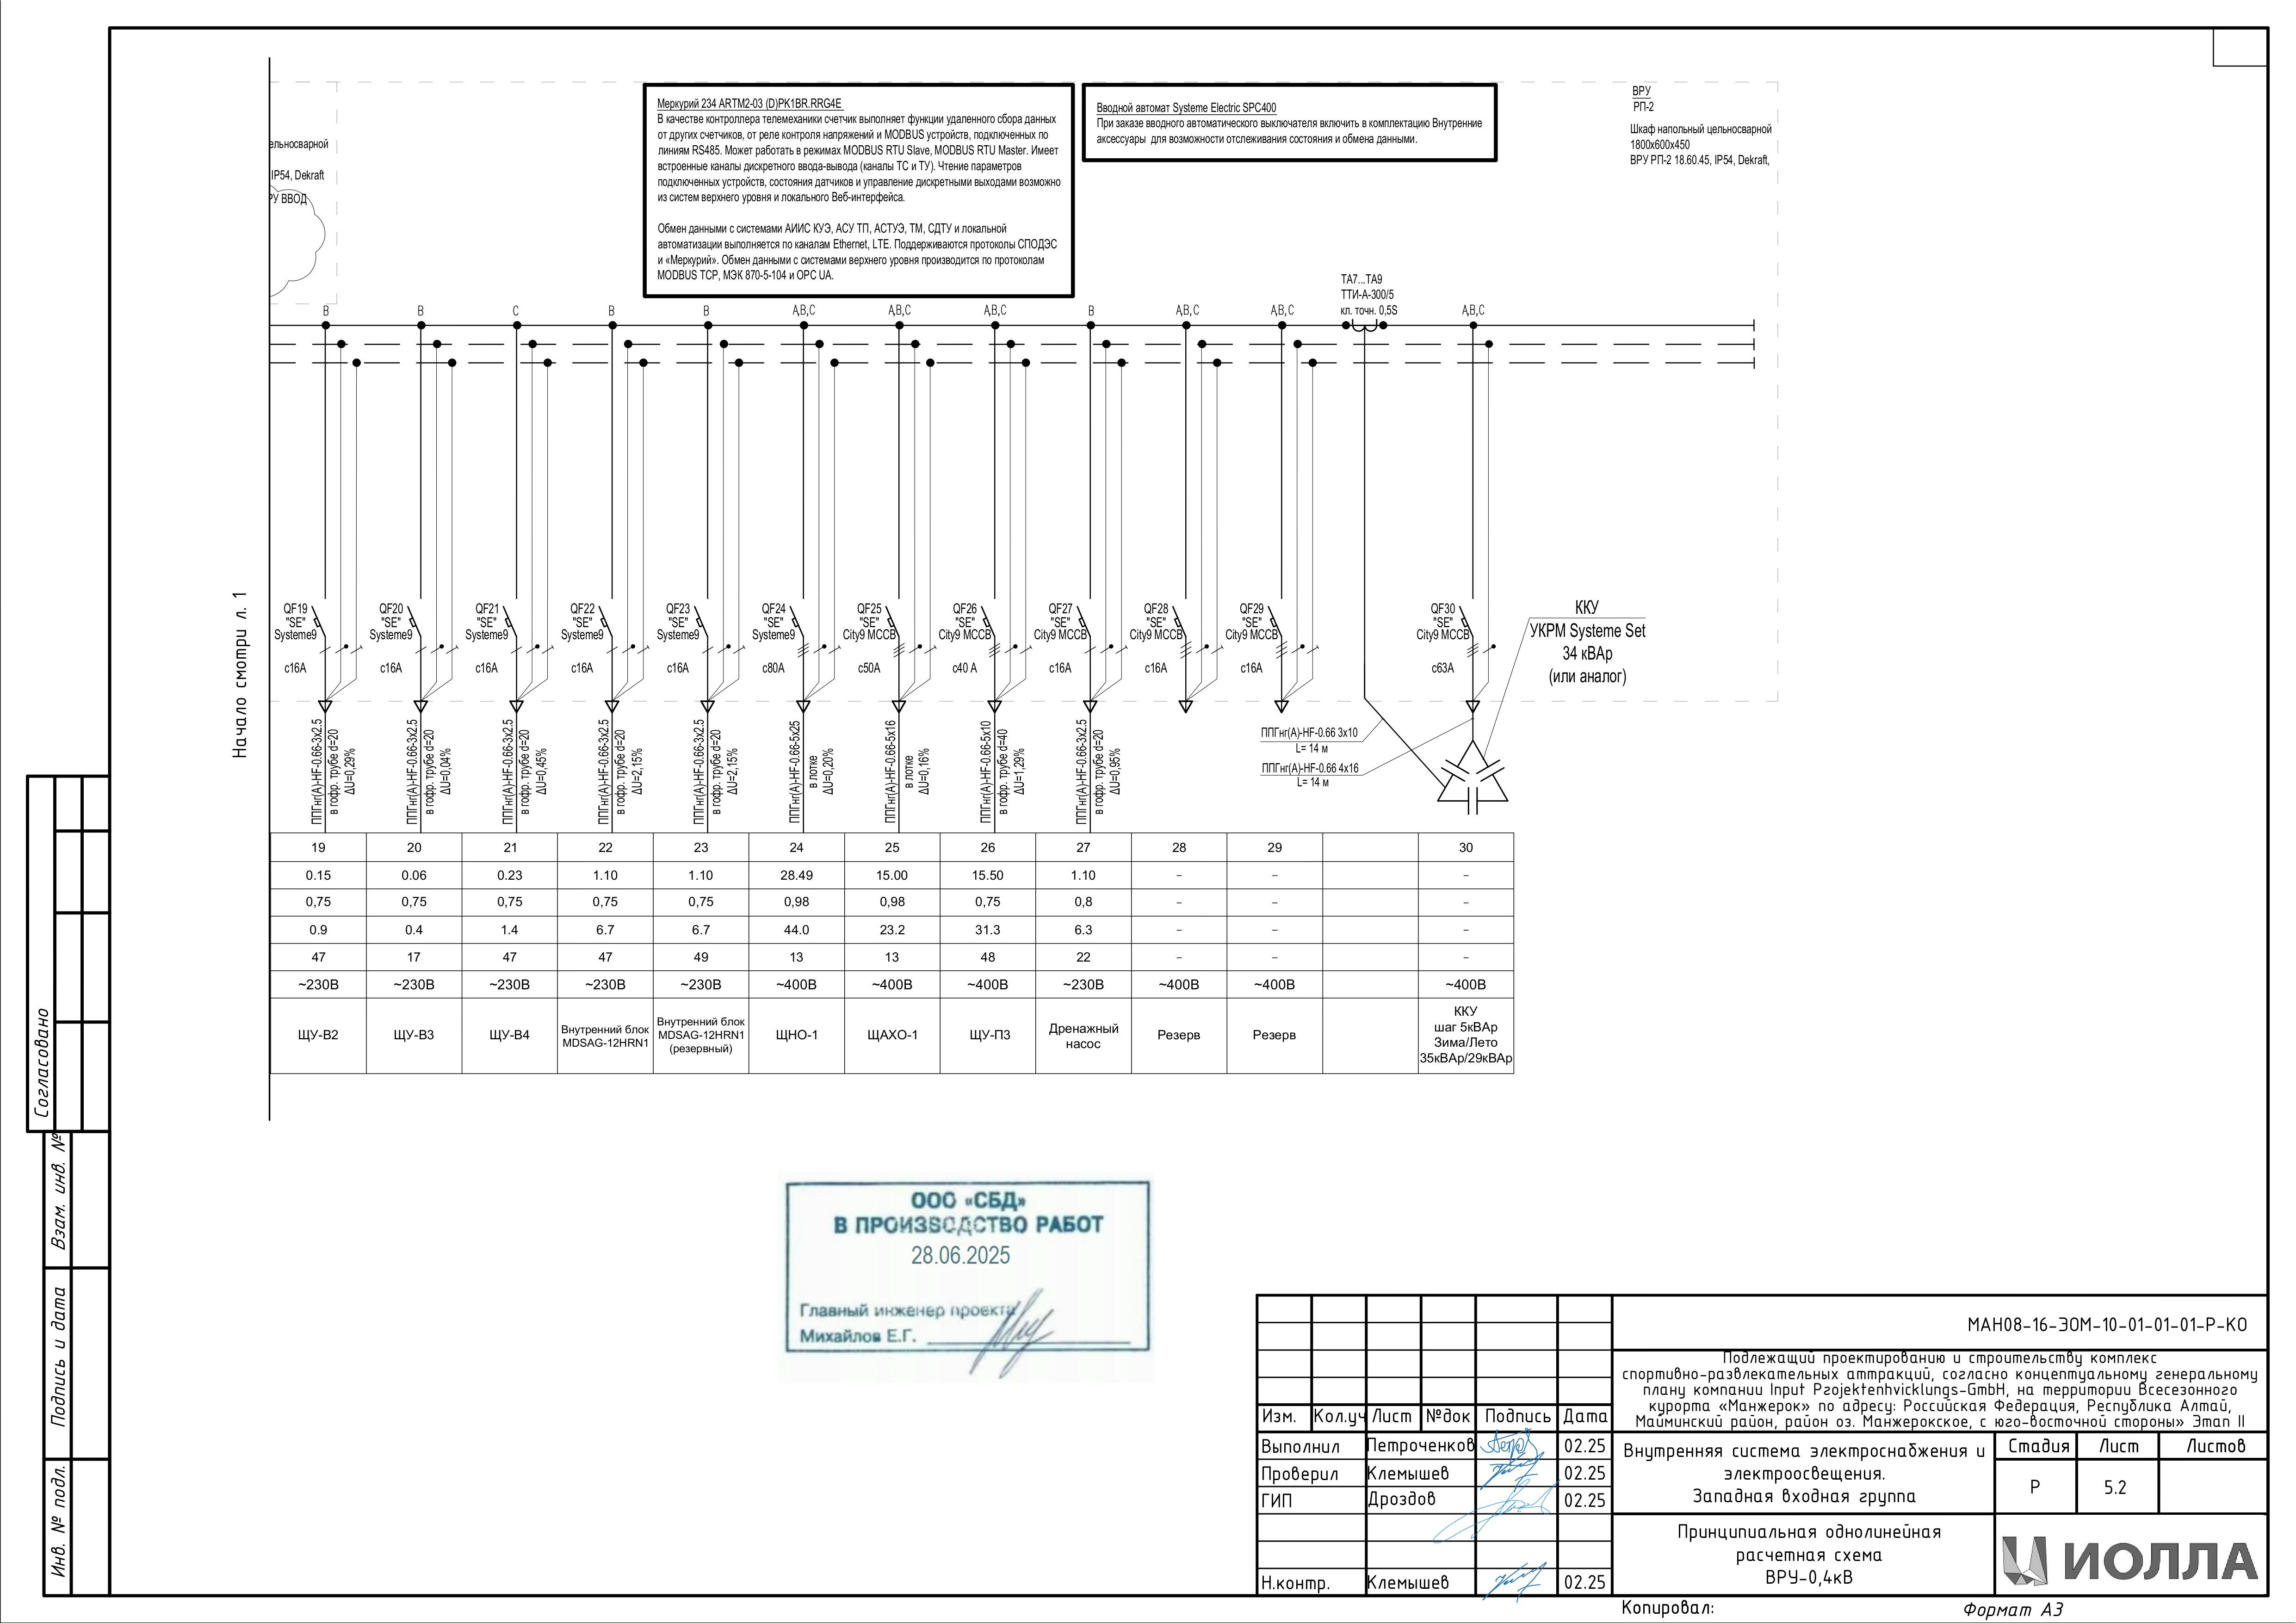 ельносварной
IP54, Dekraft
РУ ВВОД
Меркурий 234 ARTM2-03 (D)PK1BR.RRG4E
В качестве контроллера телемеханики счетчик выполняет функции удаленного сбора данных
от других счетчиков, от реле контроля напряжений и MODBUS устройств, подключенных по
линиям RS485. Может работать в режимах MODBUS RTU Slave, MODBUS RTU Master. Имеет
встроенные каналы дискретного ввода-вывода (каналы ТС и ТУ). Чтение параметров
подключенных устройств, состояния датчиков и управление дискретными выходами возможно
из систем верхнего уровня и локального Веб-интерфейса.
Обмен данными с системами АИИС КУЭ, АСУ ТП, АСТУЭ, ТМ, СДТУ и локальной
автоматизации выполняется по каналам Ethernet, LTE. Поддерживаются протоколы СПОДЭС
и «Меркурий». Обмен данными с системами верхнего уровня производится по протоколам
MODBUS TCP, МЭК 870-5-104 и OPC UA.
Вводной автомат Systeme Electric SPC400
При заказе вводного автоматического выключателя включить в комплектацию Внутренние
аксессуары для возможности отслеживания состояния и обмена данными.
ВРУ
РП-2
Шкаф напольный цельносварной
1800х600х450
ВРУ РП-2 18.60.45, IP54, Dekraft,
ТА7...ТА9
ТТИ-А-300/5
кл. точн. 0,5S
B B C B B A,B,C A,B,C A,B,C B A,B,C A,B,C A,B,C
Начало смотри л. 1
QF19 QF20 QF21 QF22 QF23 QF24 QF25 QF26 QF27 QF28 QF29 QF30
"SE" "SE" "SE" "SE" "SE" "SE" "SE" "SE" "SE" "SE" "SE" "SE"
Systeme9 Systeme9 Systeme9 Systeme9 Systeme9 Systeme9 City9 MCCB City9 MCCB City9 MCCB City9 MCCB City9 MCCB City9 MCCB
c16A c16A c16A c16A c16A c80A c50A c40 A c16A c16A c16A c63A
ККУ
УКРМ Systeme Set
34 кВАр
(или аналог)
ППГнг(А)-HF-0.66-3x2.5
в гофр. трубе d=20
ΔU=0,29%
ППГнг(А)-HF-0.66-3x2.5
в гофр. трубе d=20
ΔU=0,04%
ППГнг(А)-HF-0.66-3x2.5
в гофр. трубе d=20
ΔU=0,45%
ППГнг(А)-HF-0.66-3x2.5
в гофр. трубе d=20
ΔU=2,15%
ППГнг(А)-HF-0.66-3x2.5
в гофр. трубе d=20
ΔU=2,15%
ППГнг(А)-HF-0.66-5x25
в лотке
ΔU=0,20%
ППГнг(А)-HF-0.66-5x16
в лотке
ΔU=0,16%
ППГнг(А)-HF-0.66-5x10
в гофр. трубе d=40
ΔU=1,29%
ППГнг(А)-HF-0.66-3x2.5
в гофр. трубе d=20
ΔU=0,95%
ППГнг(А)-HF-0.66 3x10
L= 14 м
ППГнг(А)-HF-0.66 4x16
L= 14 м
19 20 21 22 23 24 25 26 27 28 29 30
0.15 0.06 0.23 1.10 1.10 28.49 15.00 15.50 1.10 – – –
0,75 0,75 0,75 0,75 0,75 0,98 0,98 0,75 0,8 – – –
0.9 0.4 1.4 6.7 6.7 44.0 23.2 31.3 6.3 – – –
47 17 47 47 49 13 13 48 22 – – –
~230В ~230В ~230В ~230В ~230В ~400В ~400В ~400В ~230В ~400В ~400В ~400В
ЩУ-В2
ЩУ-В3
ЩУ-В4
Внутренний блок
MDSAG-12HRN1
Внутренний блок
MDSAG-12HRN1
(резервный)
ЩНО-1
ЩАХО-1
ЩУ-П3
Дренажный
насос
Резерв
Резерв
ККУ
шаг 5кВАр
Зима/Лето
35кВАр/29кВАр
Согласовано
Взам. инв. №
Подпись и дата
Инв. № подл.
ООО «СБД»
В ПРОИЗВОДСТВО РАБОТ
28.06.2025
Главный инженер проекта
Михайлов Е.Г.
МАН08-16-ЭОМ-10-01-01-01-Р-КО
Подлежащий проектированию и строительству комплекс
спортивно-развлекательных аттракций, согласно концептуальному генеральному
плану компании Input Projektenhvicklungs-GmbH, на территории Всесезонного
курорта «Манжерок» по адресу: Российская Федерация, Республика Алтай,
Майминский район, район оз. Манжерокское, с юго-восточной стороны» Этап II
Изм. Кол.уч Лист №док Подпись Дата
Выполнил Петроченков 02.25
Проверил Клемышев 02.25
ГИП Дроздов 02.25
Н.контр. Клемышев 02.25
Внутренняя система электроснабжения и
электроосвещения.
Западная входная группа
Стадия Лист Листов
Р 5.2
Принципиальная однолинейная
расчетная схема
ВРУ-0,4кВ
ИОЛЛА
Копировал:
Формат А3